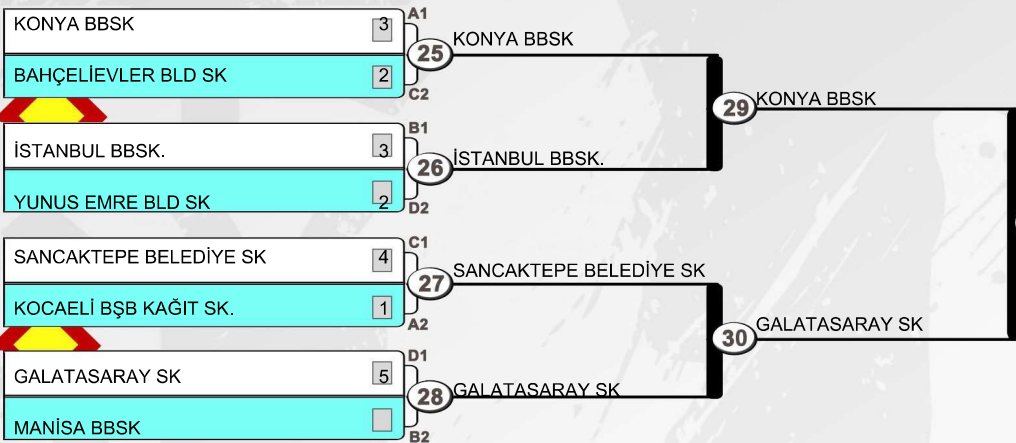 KONYA BBSK 3 A1
25 KONYA BBSK
BAHÇELİEVLER BLD SK 2
C2
29 KONYA BBSK
İSTANBUL BBSK. 3 B1
26 İSTANBUL BBSK.
YUNUS EMRE BLD SK 2 D2
SANCAKTEPE BELEDİYE SK 4 C1
27 SANCAKTEPE BELEDİYE SK
KOCAELİ BŞB KAĞIT SK. 1
A2
30 GALATASARAY SK
GALATASARAY SK 5 D1
28 GALATASARAY SK
MANİSA BBSK B2